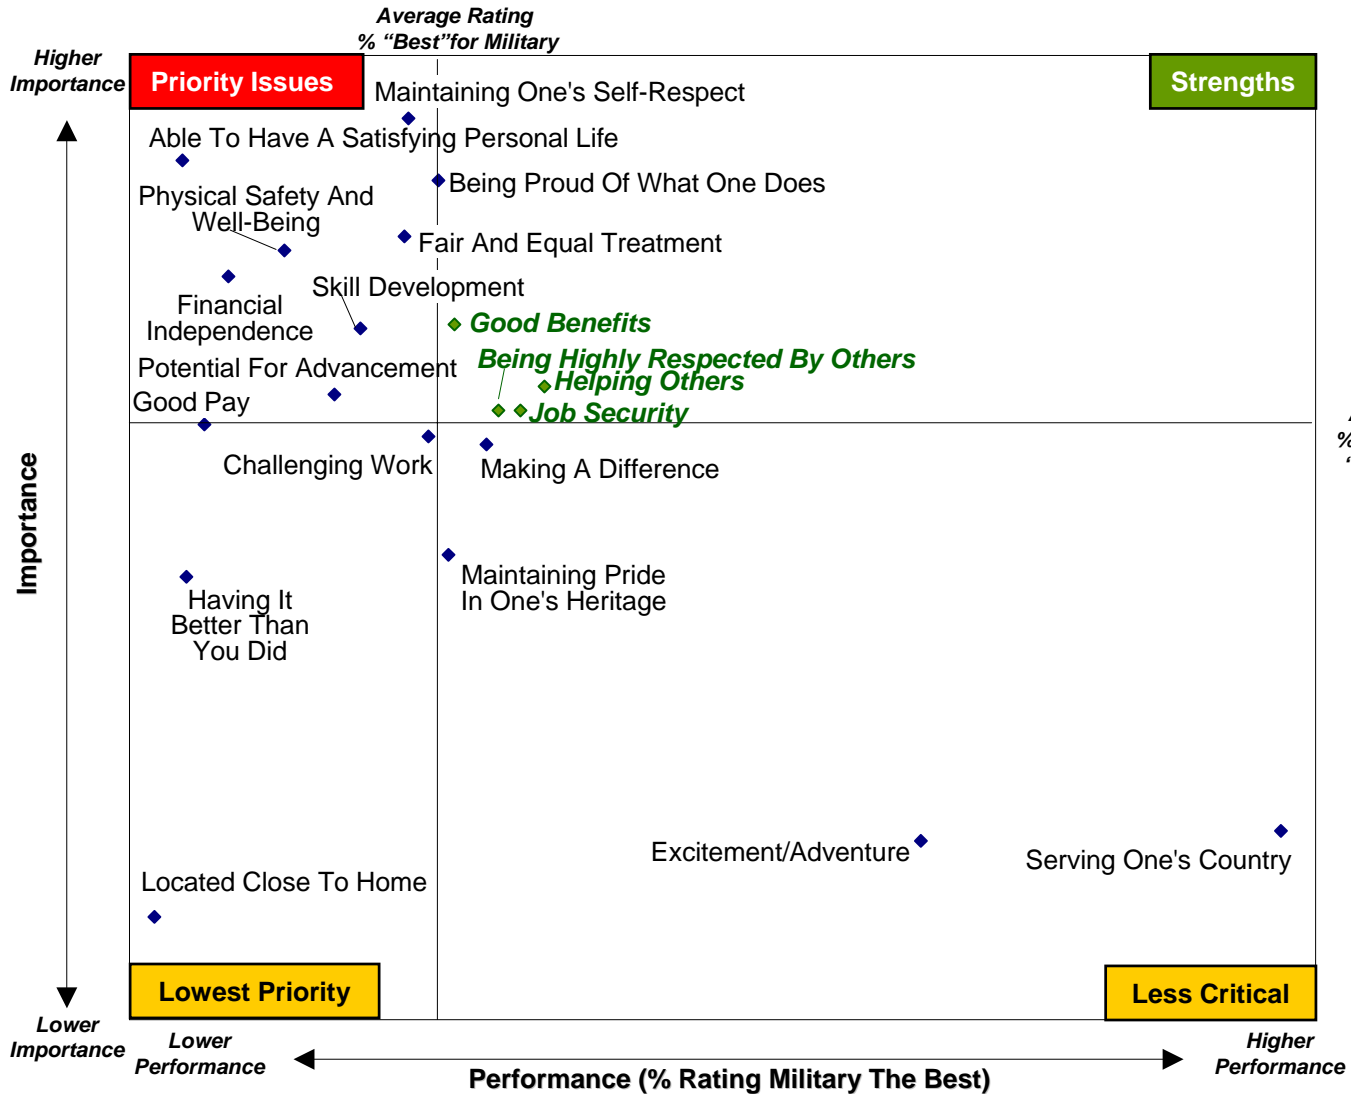 Average Rating
% “Best”for Military
Higher
Importance
Priority Issues
Strengths
Maintaining One's Self-Respect
Able To Have A Satisfying Personal Life
Being Proud Of What One Does
Physical Safety And
Well-Being
Fair And Equal Treatment
Skill Development
Financial
Independence
Good Benefits
Being Highly Respected By Others
Potential For Advancement
Helping Others
Good Pay
Job Security
%
Challenging Work
Making A Difference
Importance
Maintaining Pride
In One's Heritage
Having It
Better Than
You Did
Excitement/Adventure
Serving One's Country
Located Close To Home
Lowest Priority
Less Critical
Lower
Importance
Lower
Performance
Higher
Performance
Performance (% Rating Military The Best)